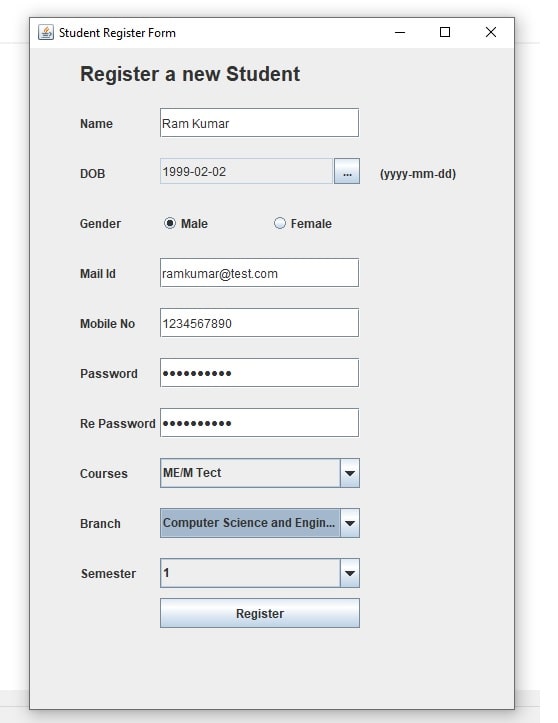 Student Register Form
Register a new Student
Name Ram Kumar
DOB 1999-02-02 ... (yyyy-mm-dd)
Gender Male Female
Mail Id ramkumar@test.com
Mobile No 1234567890
Password ••••••••••
Re Password ••••••••••
Courses ME/M Tect
Branch Computer Science and Engin...
Semester 1
Register